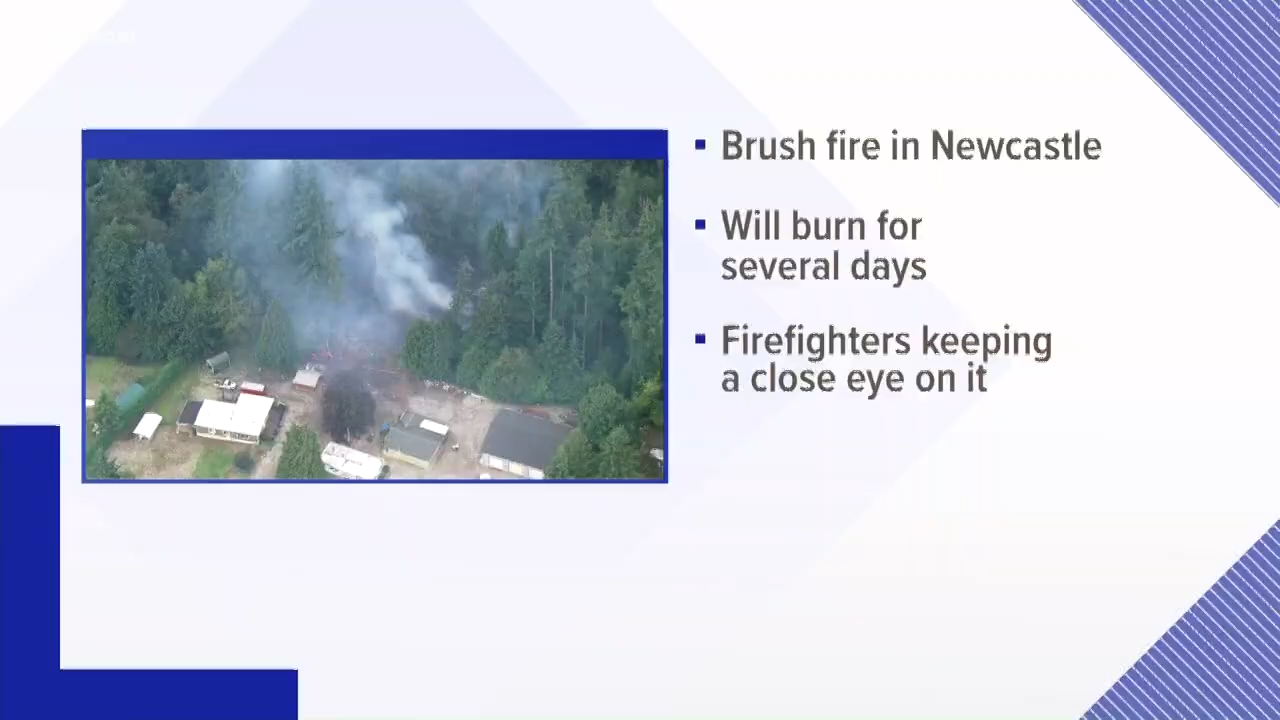 Brush fire in Newcastle
Will burn for
several days
Firefighters keeping
a close eye on it